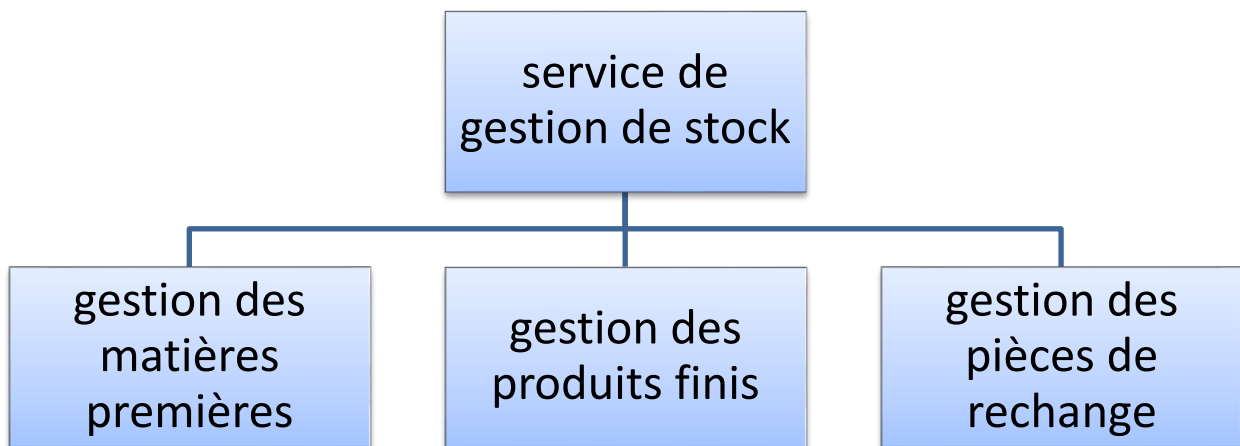 service de
gestion de stock
gestion des
matières
premières
gestion des
produits finis
gestion des
pièces de
rechange